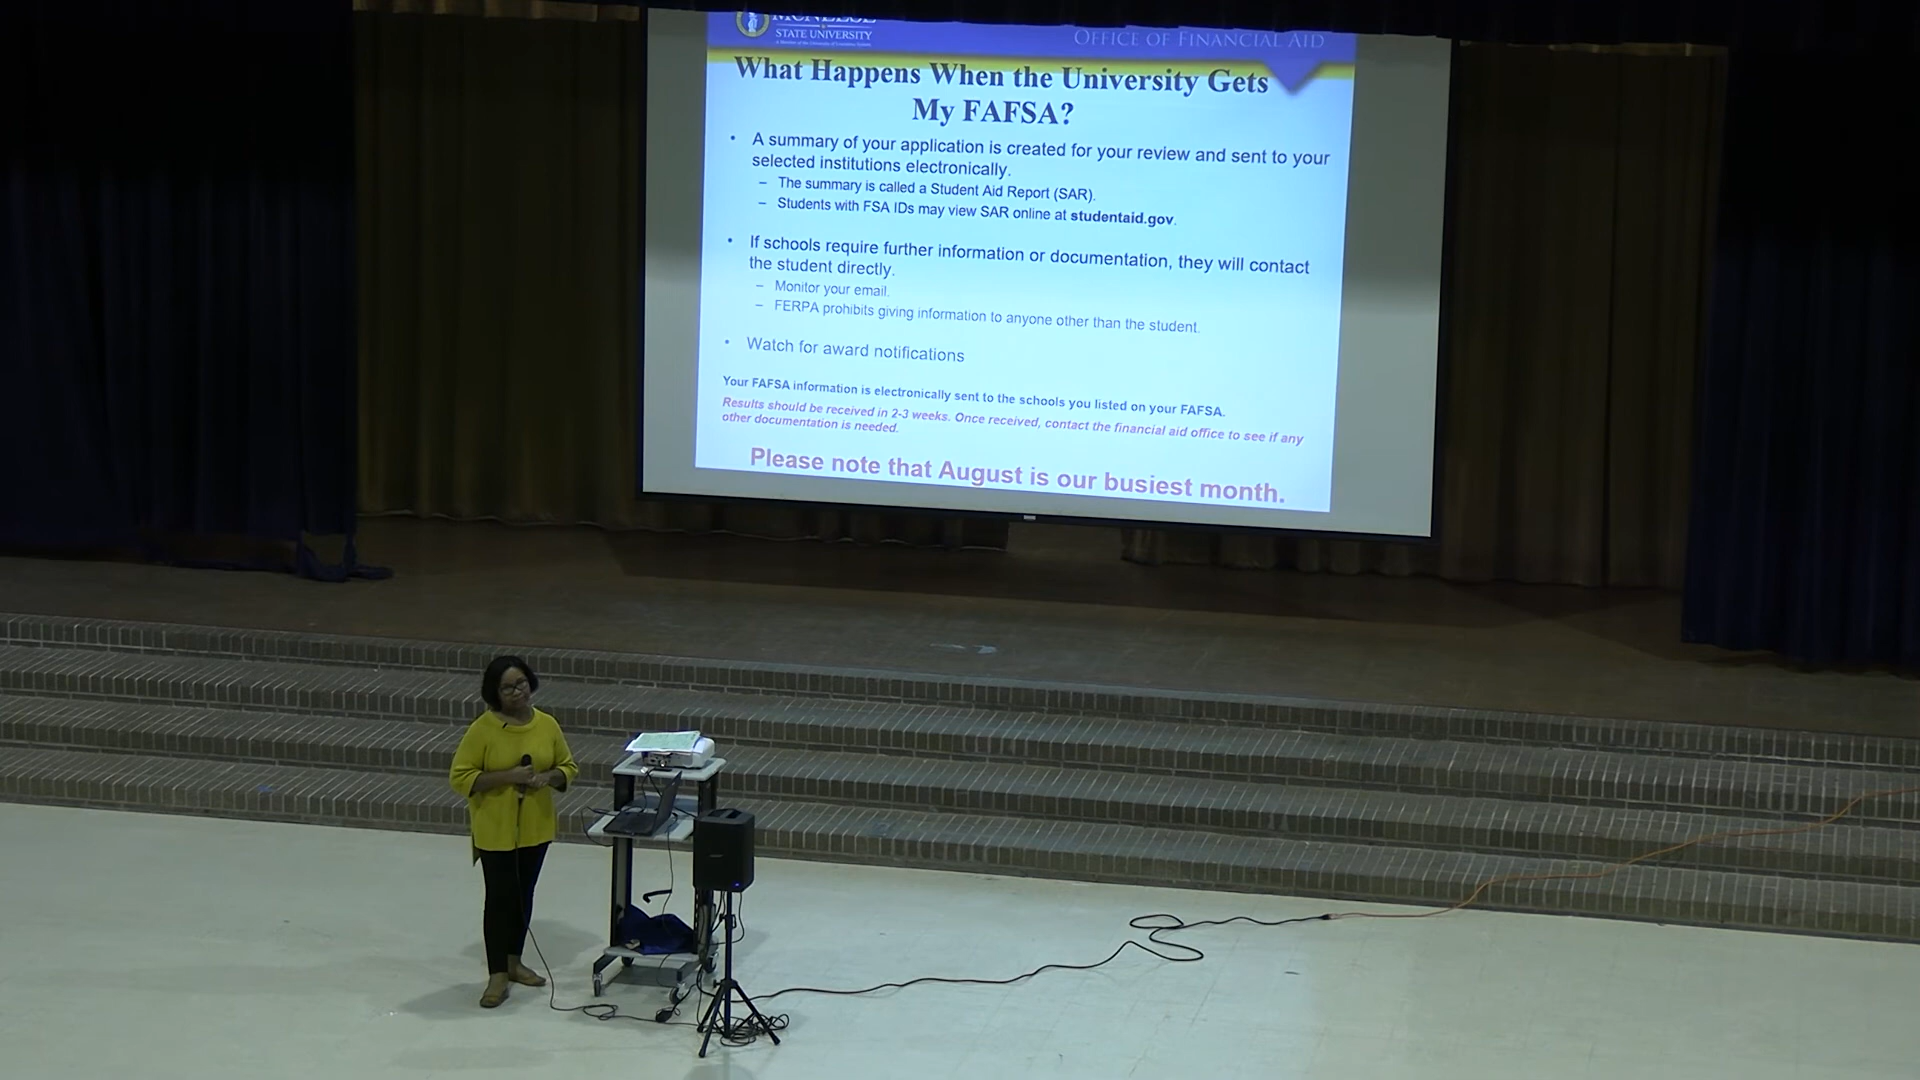 McNEESE
STATE UNIVERSITY
OFFICE OF FINANCIAL AID
What Happens When the University Gets
My FAFSA?
• A summary of your application is created for your review and sent to your
selected institutions electronically.
– The summary is called a Student Aid Report (SAR).
– Students with FSA IDs may view SAR online at studentaid.gov.
• If schools require further information or documentation, they will contact
the student directly.
– Monitor your email.
– FERPA prohibits giving information to anyone other than the student.
• Watch for award notifications
Your FAFSA information is electronically sent to the schools you listed on your FAFSA.
Results should be received in 2-3 weeks. Once received, contact the financial aid office to see if any
other documentation is needed.
Please note that August is our busiest month.